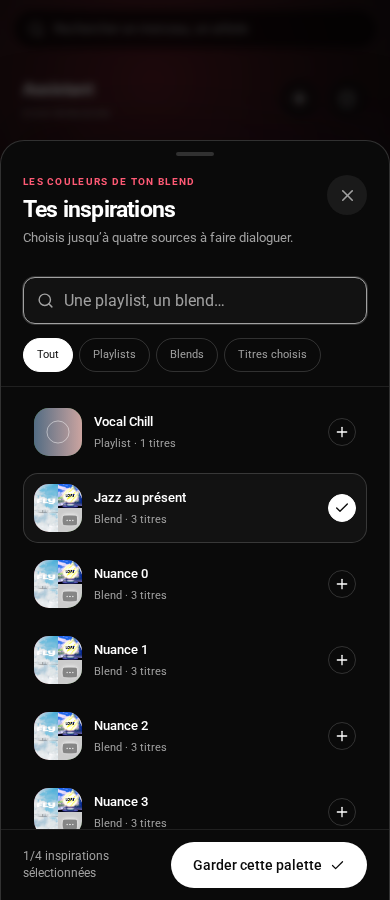 LES COULEURS DE TON BLEND
Tes inspirations
Choisis jusqu’à quatre sources à faire dialoguer.
Une playlist, un blend…
Tout
Playlists
Blends
Titres choisis
Vocal Chill
Playlist · 1 titres
Jazz au présent
Blend · 3 titres
Nuance 0
Blend · 3 titres
Nuance 1
Blend · 3 titres
Nuance 2
Blend · 3 titres
Nuance 3
Blend · 3 titres
1/4 inspirations
sélectionnées
Garder cette palette